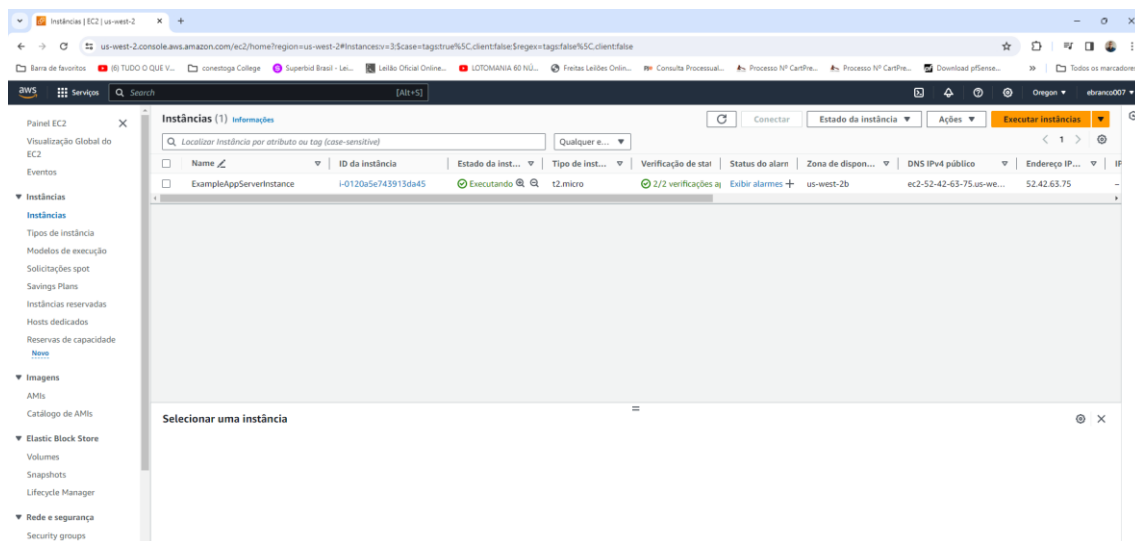 Instâncias | EC2 | us-west-2
us-west-2.console.aws.amazon.com/ec2/home?region=us-west-2#Instances:v=3;$case=tags:true%5C,client:false;$regex=tags:false%5C,client:false
Barra de favoritos (6) TUDO O QUE V... conestoga College Superbid Brasil - Lei... Leilão Oficial Online... LOTOMANIA 60 NÚ... Freitas Leilões Onlin... Consulta Processual... Processo Nº CartPre... Processo Nº CartPre... Download pfSense... Todos os marcadores
aws Serviços Search [Alt+S] Oregon ebranco007
Painel EC2
Visualização Global do EC2
Eventos
Instâncias
Instâncias
Tipos de instância
Modelos de execução
Solicitações spot
Savings Plans
Instâncias reservadas
Hosts dedicados
Reservas de capacidade
Novo
Imagens
AMIs
Catálogo de AMIs
Elastic Block Store
Volumes
Snapshots
Lifecycle Manager
Rede e segurança
Security groups
Instâncias (1) Informações Conectar Estado da instância Ações Executar instâncias
Localizar Instância por atributo ou tag (case-sensitive) Qualquer e... 1
Name ID da instância Estado da inst... Tipo de inst... Verificação de stat Status do alarm Zona de dispon... DNS IPv4 público Endereço IP... IF
ExampleAppServerInstance i-0120a5e743913da45 Executando t2.micro 2/2 verificações a Exibir alarmes us-west-2b ec2-52-42-63-75.us-we... 52.42.63.75 –
Selecionar uma instância